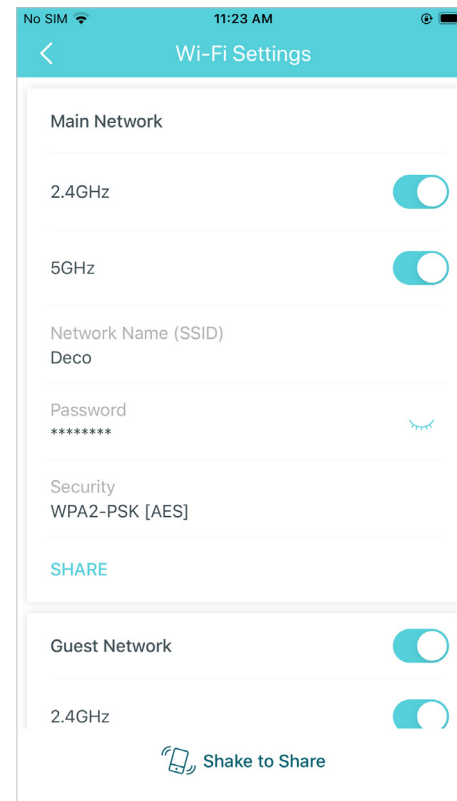 No SIM 11:23 AM
Wi-Fi Settings
Main Network
2.4GHz
5GHz
Network Name (SSID)
Deco
Password
********
Security
WPA2-PSK [AES]
SHARE
Guest Network
2.4GHz
Shake to Share